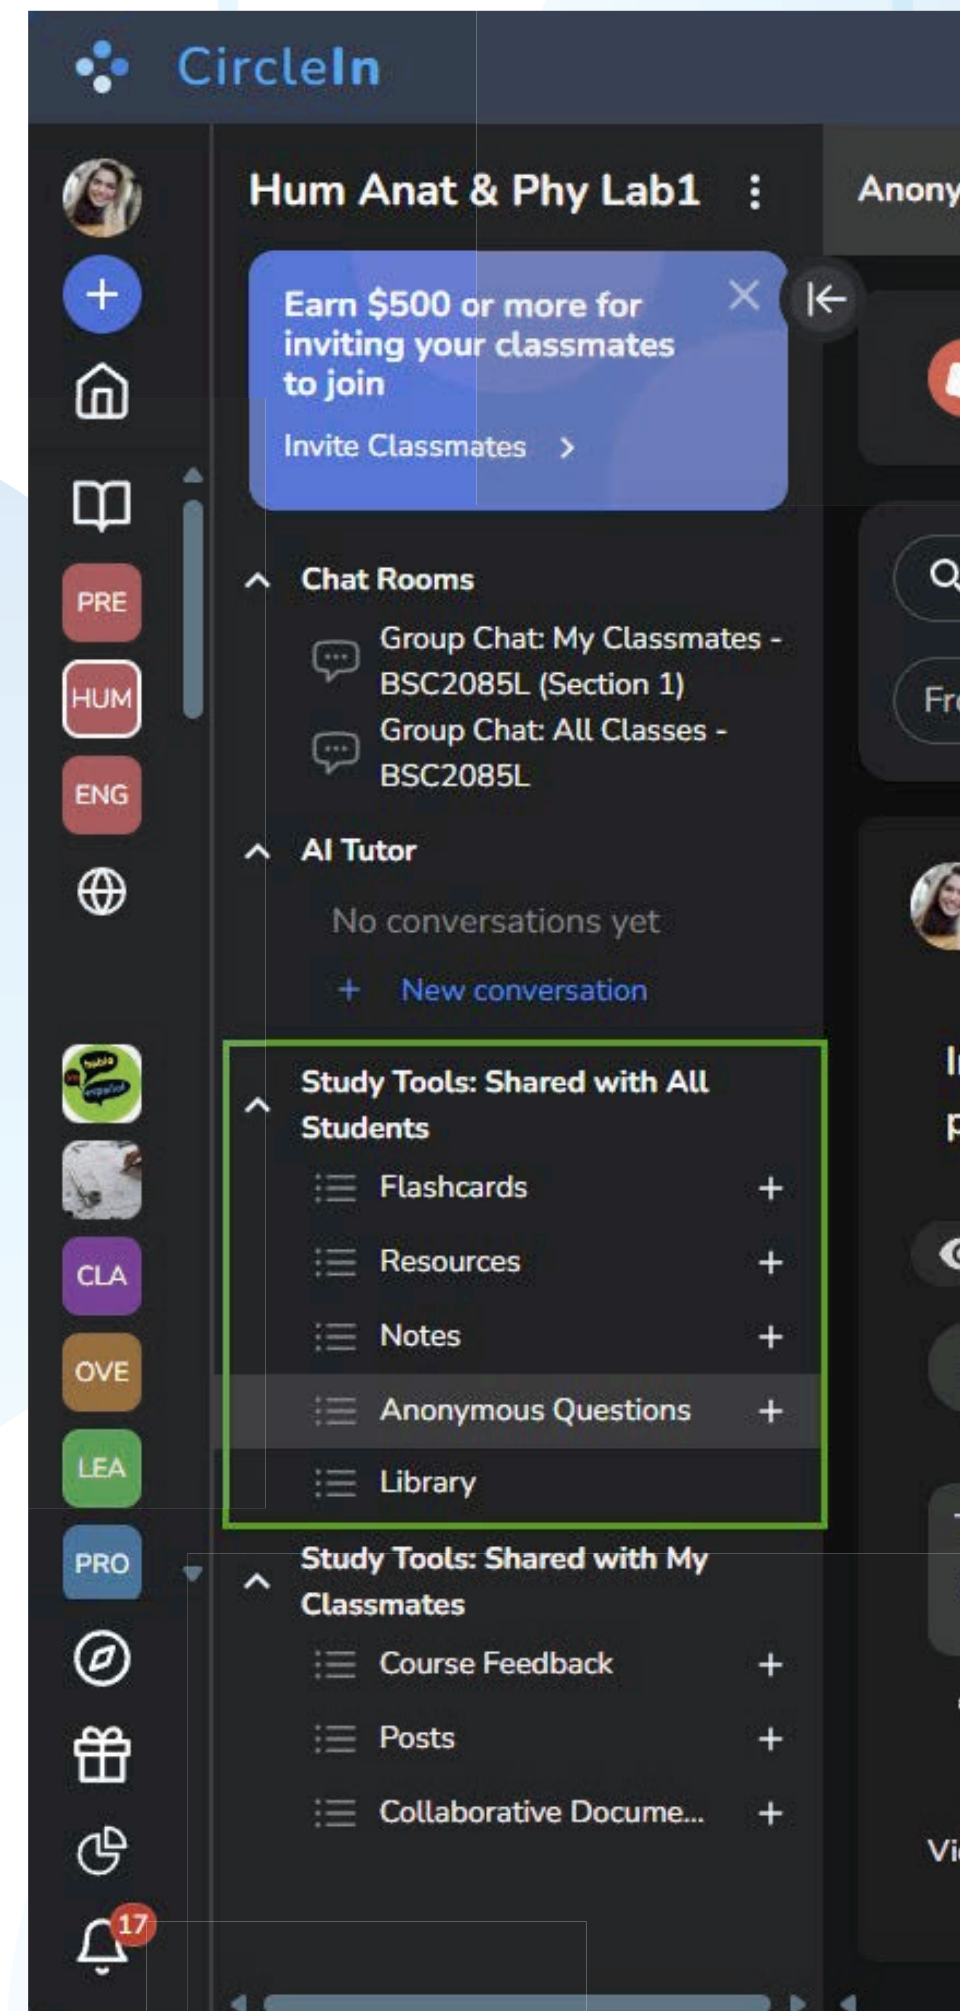 CircleIn
Hum Anat & Phy Lab1
Anony
Earn $500 or more for
inviting your classmates
to join
Invite Classmates
PRE
HUM
ENG
Chat Rooms
Group Chat: My Classmates -
BSC2085L (Section 1)
Group Chat: All Classes -
BSC2085L
Fro
AI Tutor
No conversations yet
+ New conversation
Study Tools: Shared with All
Students
Flashcards +
Resources +
Notes +
Anonymous Questions +
Library
habla
español
CLA
OVE
LEA
PRO
Study Tools: Shared with My
Classmates
Course Feedback +
Posts +
Collaborative Docume... +
17